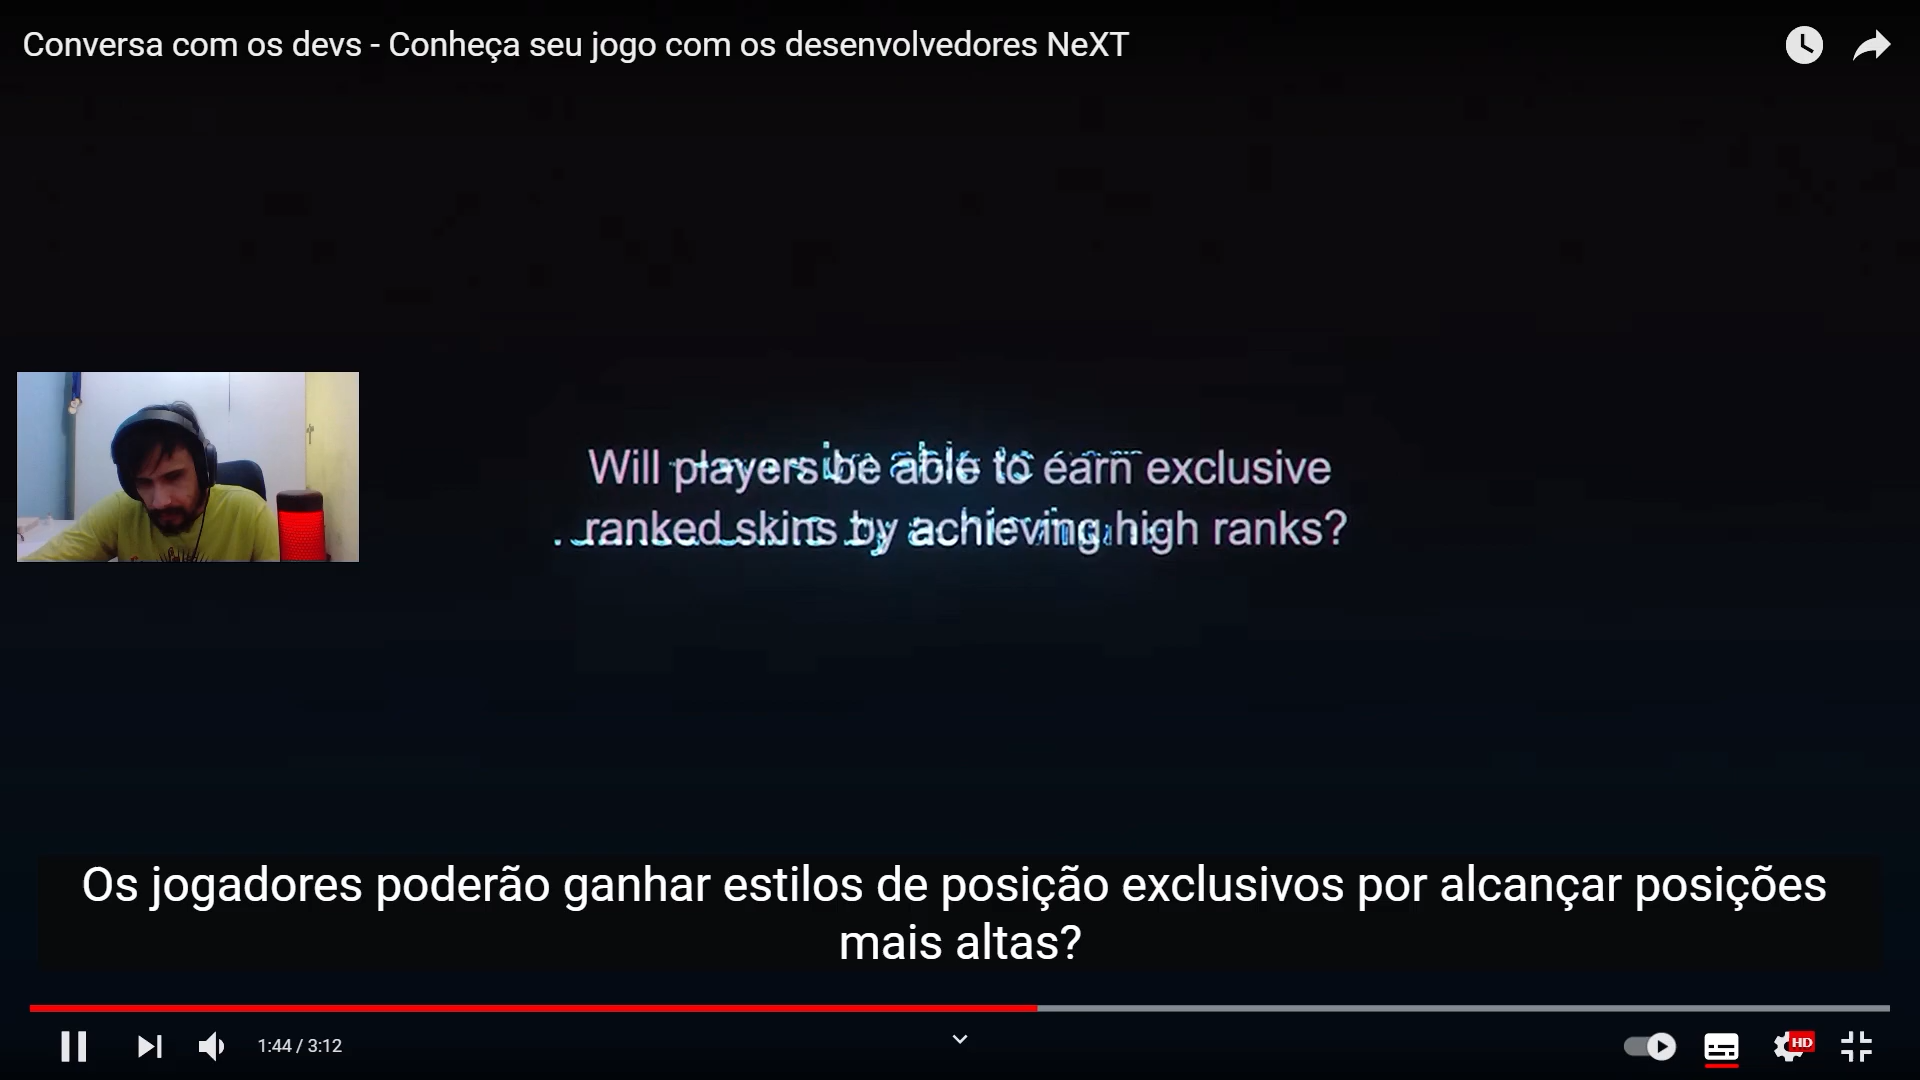 Conversa com os devs - Conheça seu jogo com os desenvolvedores NeXT
Will players be able to earn exclusive
ranked skins by achieving high ranks?
Os jogadores poderão ganhar estilos de posição exclusivos por alcançar posições
mais altas?
1:44 / 3:12
HD